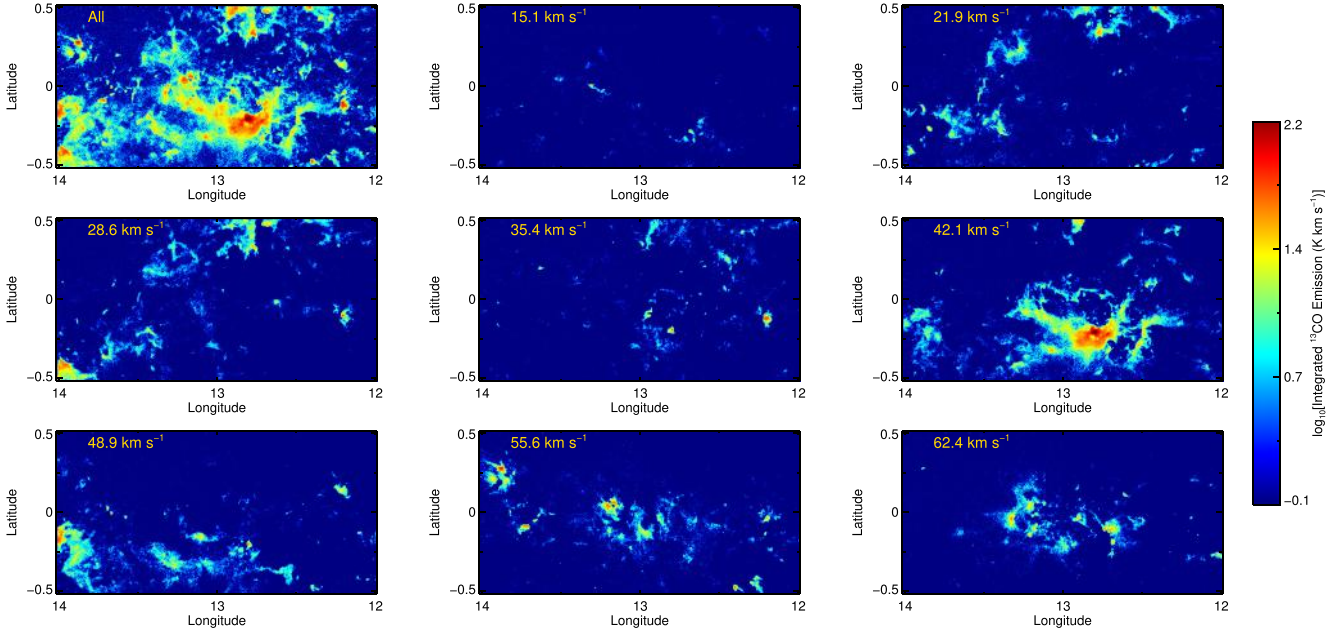 All
0.5
0
−0.5
Latitude
14
13
12
Longitude
15.1 km s⁻¹
0.5
0
−0.5
Latitude
14
13
12
Longitude
21.9 km s⁻¹
0.5
0
−0.5
Latitude
14
13
12
Longitude
28.6 km s⁻¹
0.5
0
−0.5
Latitude
14
13
12
Longitude
35.4 km s⁻¹
0.5
0
−0.5
Latitude
14
13
12
Longitude
42.1 km s⁻¹
0.5
0
−0.5
Latitude
14
13
12
Longitude
48.9 km s⁻¹
0.5
0
−0.5
Latitude
14
13
12
Longitude
55.6 km s⁻¹
0.5
0
−0.5
Latitude
14
13
12
Longitude
62.4 km s⁻¹
0.5
0
−0.5
Latitude
14
13
12
Longitude
2.2
1.4
0.7
−0.1
log₁₀[Integrated ¹³CO Emission (K km s⁻¹)]